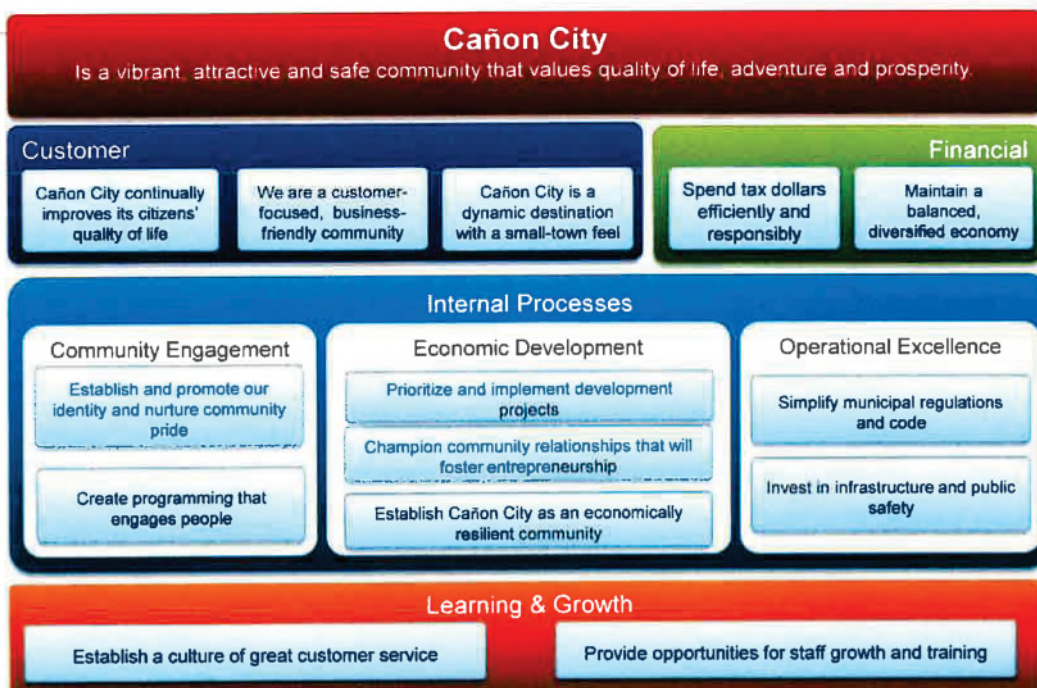 Cañon City
Is a vibrant, attractive and safe community that values quality of life, adventure and prosperity.
Customer
Cañon City continually
improves its citizens'
quality of life
We are a customer-
focused, business-
friendly community
Cañon City is a
dynamic destination
with a small-town feel
Financial
Spend tax dollars
efficiently and
responsibly
Maintain a
balanced,
diversified economy
Internal Processes
Community Engagement
Establish and promote our
identity and nurture community
pride
Create programming that
engages people
Economic Development
Prioritize and implement development
projects
Champion community relationships that will
foster entrepreneurship
Establish Cañon City as an economically
resilient community
Operational Excellence
Simplify municipal regulations
and code
Invest in infrastructure and public
safety
Learning & Growth
Establish a culture of great customer service
Provide opportunities for staff growth and training